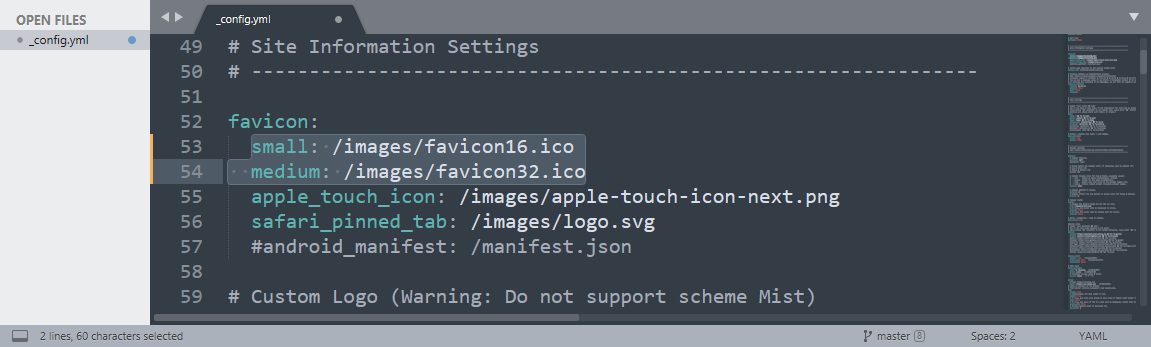 OPEN FILES
_config.yml
_config.yml
49 # Site Information Settings
50 # ---------------------------------------------------------------
51
52 favicon:
53 small: /images/favicon16.ico
54 medium: /images/favicon32.ico
55 apple_touch_icon: /images/apple-touch-icon-next.png
56 safari_pinned_tab: /images/logo.svg
57 #android_manifest: /manifest.json
58
59 # Custom Logo (Warning: Do not support scheme Mist)
2 lines, 60 characters selected
master 8
Spaces: 2
YAML